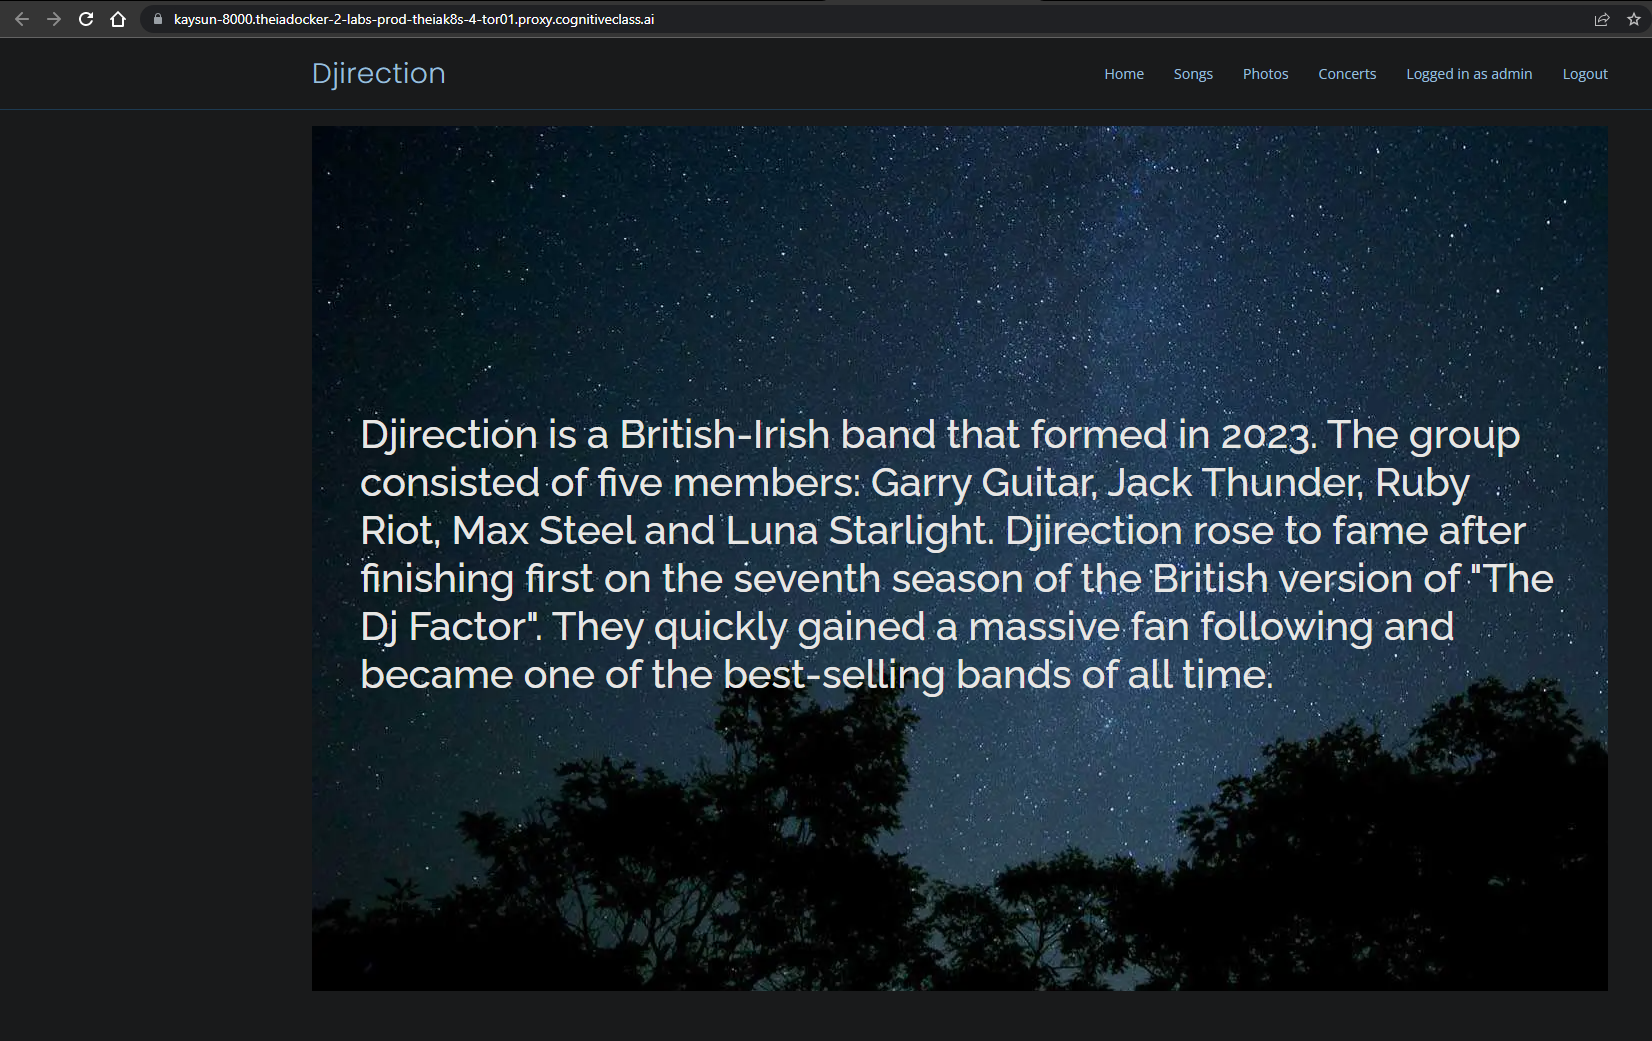 kaysun-8000.theiadocker-2-labs-prod-theiak8s-4-tor01.proxy.cognitiveclass.ai
Djirection
Home Songs Photos Concerts Logged in as admin Logout
Djirection is a British-Irish band that formed in 2023. The group
consisted of five members: Garry Guitar, Jack Thunder, Ruby
Riot, Max Steel and Luna Starlight. Djirection rose to fame after
finishing first on the seventh season of the British version of "The
Dj Factor". They quickly gained a massive fan following and
became one of the best-selling bands of all time.